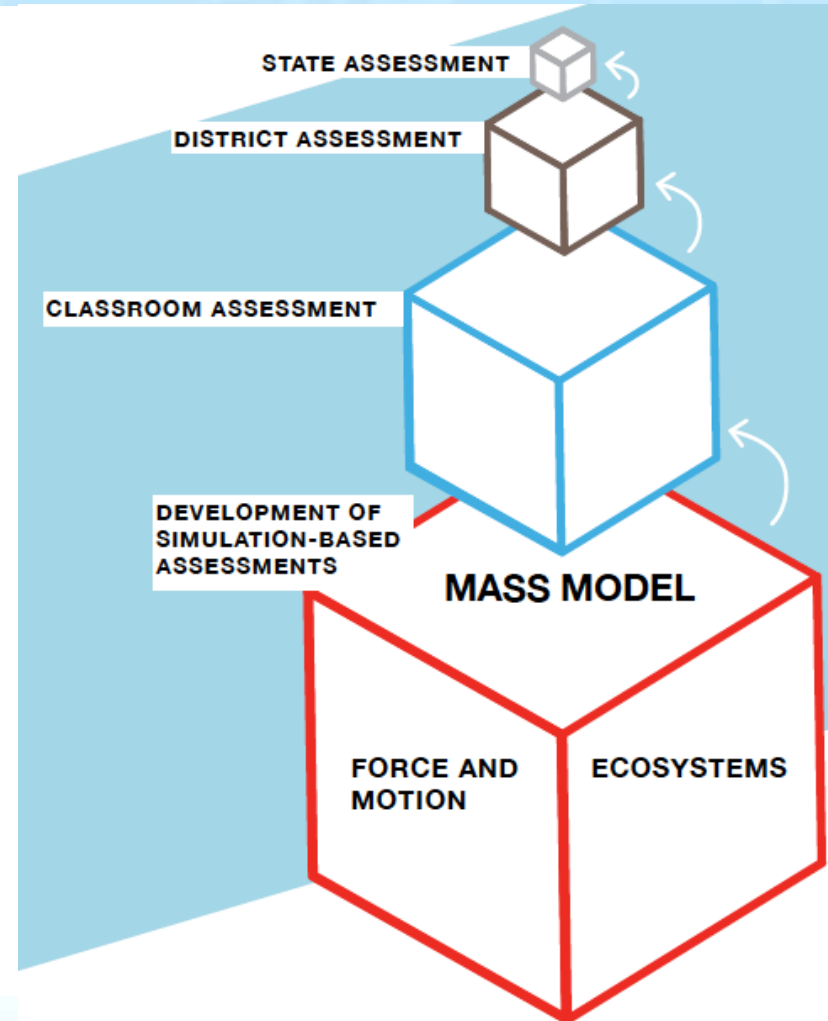 STATE ASSESSMENT
DISTRICT ASSESSMENT
CLASSROOM ASSESSMENT
DEVELOPMENT OF
SIMULATION-BASED
ASSESSMENTS
MASS MODEL
FORCE AND
MOTION
ECOSYSTEMS